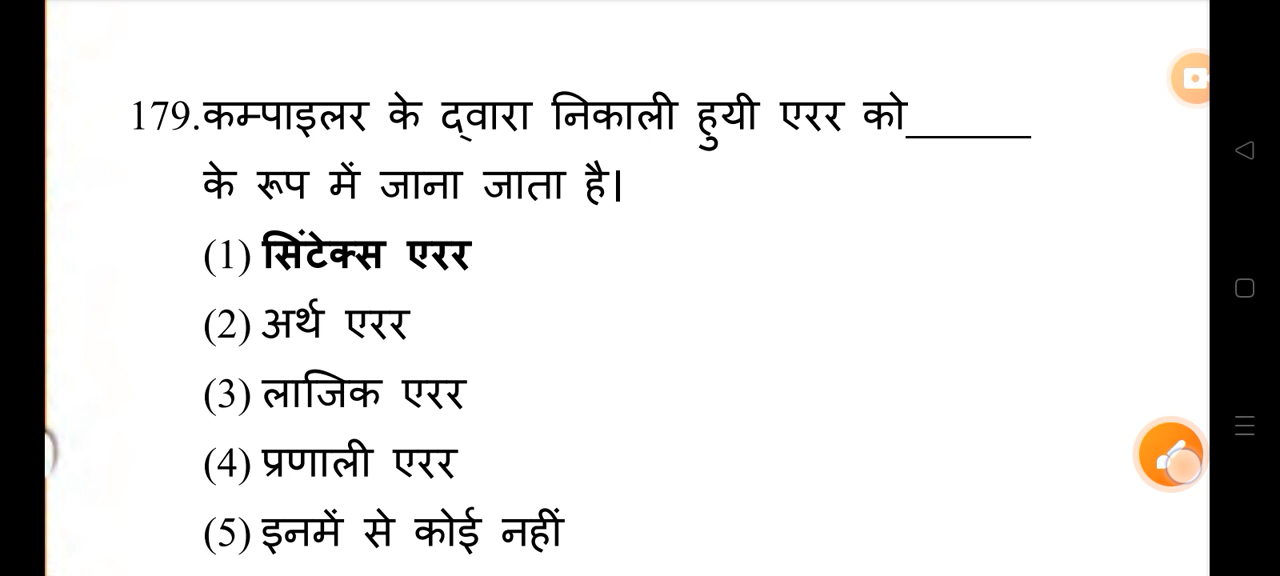 179.कम्पाइलर के द्वारा निकाली हुयी एरर को______
के रूप में जाना जाता है।
(1) सिंटेक्स एरर
(2) अर्थ एरर
(3) लाजिक एरर
(4) प्रणाली एरर
(5) इनमें से कोई नहीं